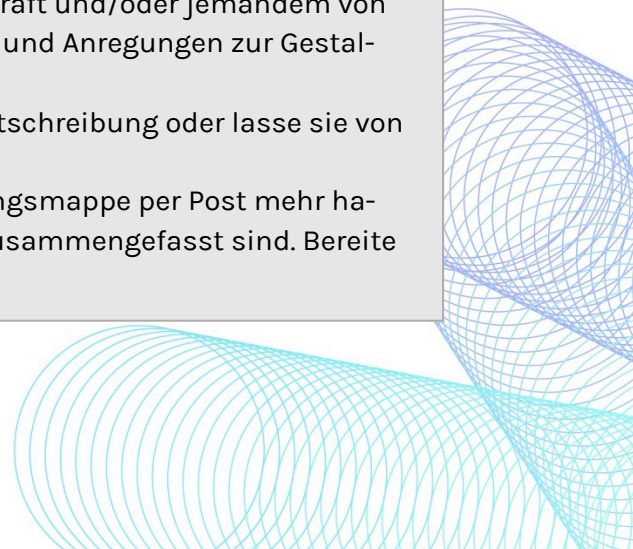 raft und/oder jemandem von
und Anregungen zur Gestal-
tschreibung oder lasse sie von
ngsmappe per Post mehr ha-
usammengefasst sind. Bereite